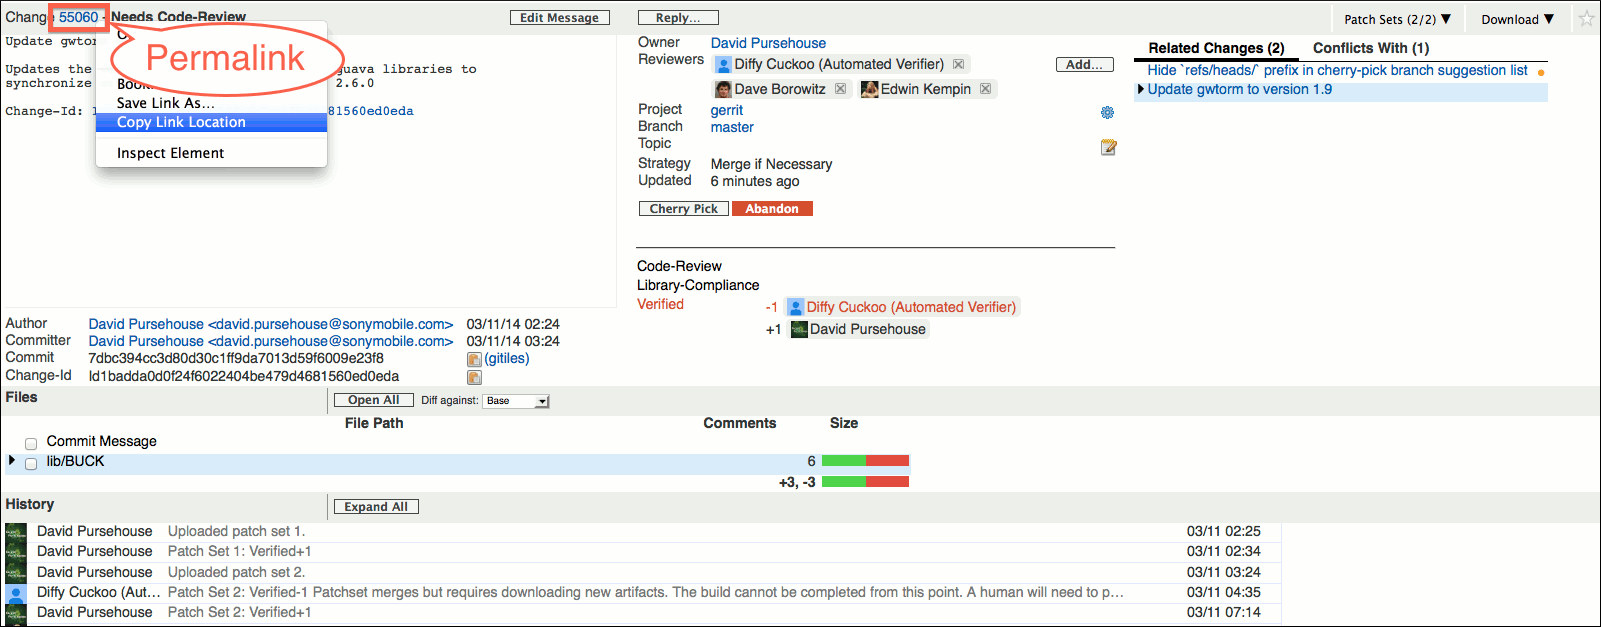 Change 55060 - Needs Code-Review
Edit Message
Reply...
Patch Sets (2/2) ▼
Download ▼
Permalink
Update gwtor
Updates the guava libraries to
synchronize 2.6.0
Change-Id: 81560ed0eda
Save Link As...
Copy Link Location
Inspect Element
Owner David Pursehouse
Reviewers Diffy Cuckoo (Automated Verifier)
Add...
Dave Borowitz Edwin Kempin
Project gerrit
Branch master
Topic
Strategy Merge if Necessary
Updated 6 minutes ago
Cherry Pick Abandon
Related Changes (2) Conflicts With (1)
Hide `refs/heads/` prefix in cherry-pick branch suggestion list
Update gwtorm to version 1.9
Code-Review
Library-Compliance
Verified -1 Diffy Cuckoo (Automated Verifier)
+1 David Pursehouse
Author David Pursehouse <david.pursehouse@sonymobile.com> 03/11/14 02:24
Committer David Pursehouse <david.pursehouse@sonymobile.com> 03/11/14 03:24
Commit 7dbc394cc3d80d30c1ff9da7013d59f6009e23f8 (gitiles)
Change-Id Id1badda0d0f24f6022404be479d4681560ed0eda
Files Open All Diff against: Base
File Path Comments Size
Commit Message
lib/BUCK 6
+3, -3
History Expand All
David Pursehouse Uploaded patch set 1. 03/11 02:25
David Pursehouse Patch Set 1: Verified+1 03/11 02:34
David Pursehouse Uploaded patch set 2. 03/11 03:24
Diffy Cuckoo (Aut... Patch Set 2: Verified-1 Patchset merges but requires downloading new artifacts. The build cannot be completed from this point. A human will need to p... 03/11 04:35
David Pursehouse Patch Set 2: Verified+1 03/11 07:14